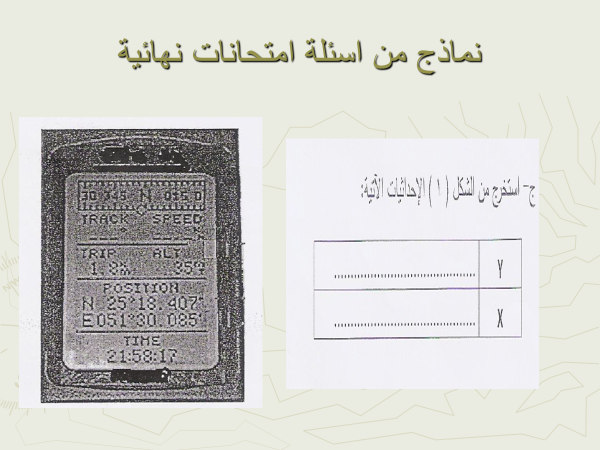 نماذج من اسئلة امتحانات نهائية
ج- استخرج من الشكل ( ١ ) الإحداثيات الآتية:
Y ........................................
X ........................................
TRACK SPEED
TRIP ALT
POSITION
N 25°18.407'
E051°30.035'
TIME
21:58:17